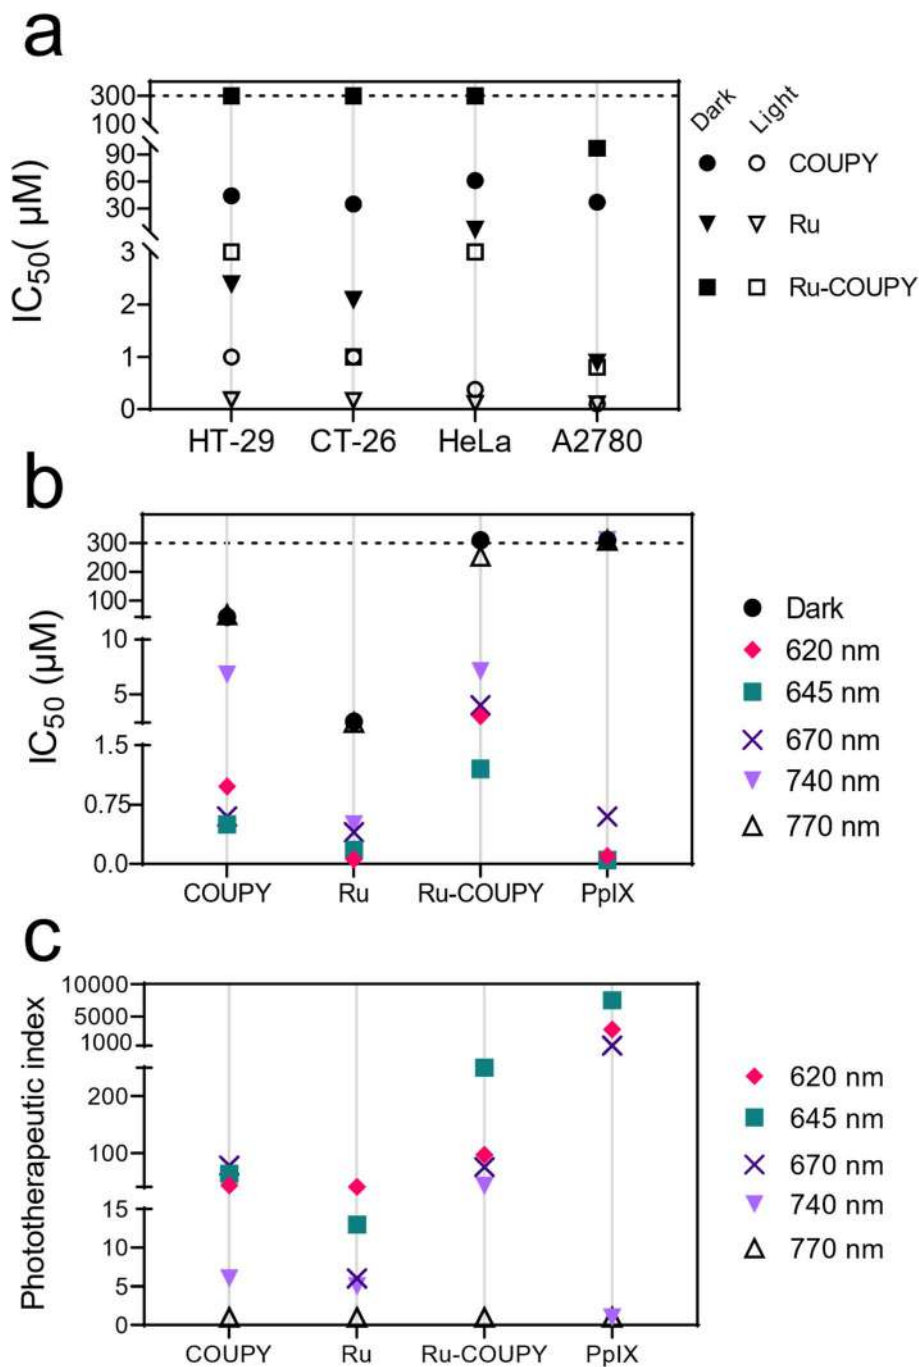 a
Dark Light
300
100
90
60
30
3
2
1
0
IC50( µM)
COUPY
Ru
Ru-COUPY
HT-29 CT-26 HeLa A2780
b
300
200
100
10
5
1.5
0.75
0.0
IC50 (µM)
Dark
620 nm
645 nm
670 nm
740 nm
770 nm
COUPY Ru Ru-COUPY PpIX
c
10000
5000
1000
200
100
15
10
5
0
Phototherapeutic index
620 nm
645 nm
670 nm
740 nm
770 nm
COUPY Ru Ru-COUPY PpIX